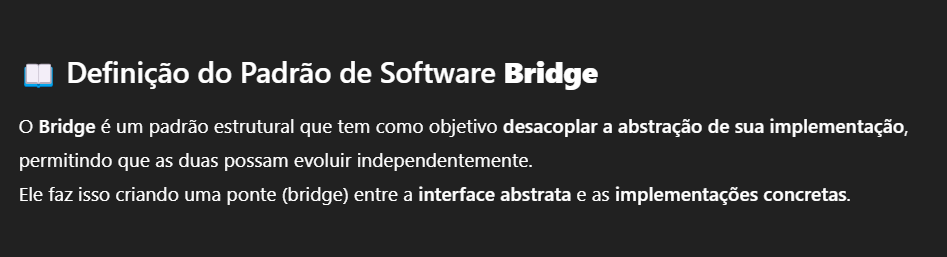 📖 Definição do Padrão de Software Bridge
O Bridge é um padrão estrutural que tem como objetivo desacoplar a abstração de sua implementação,
permitindo que as duas possam evoluir independentemente.
Ele faz isso criando uma ponte (bridge) entre a interface abstrata e as implementações concretas.